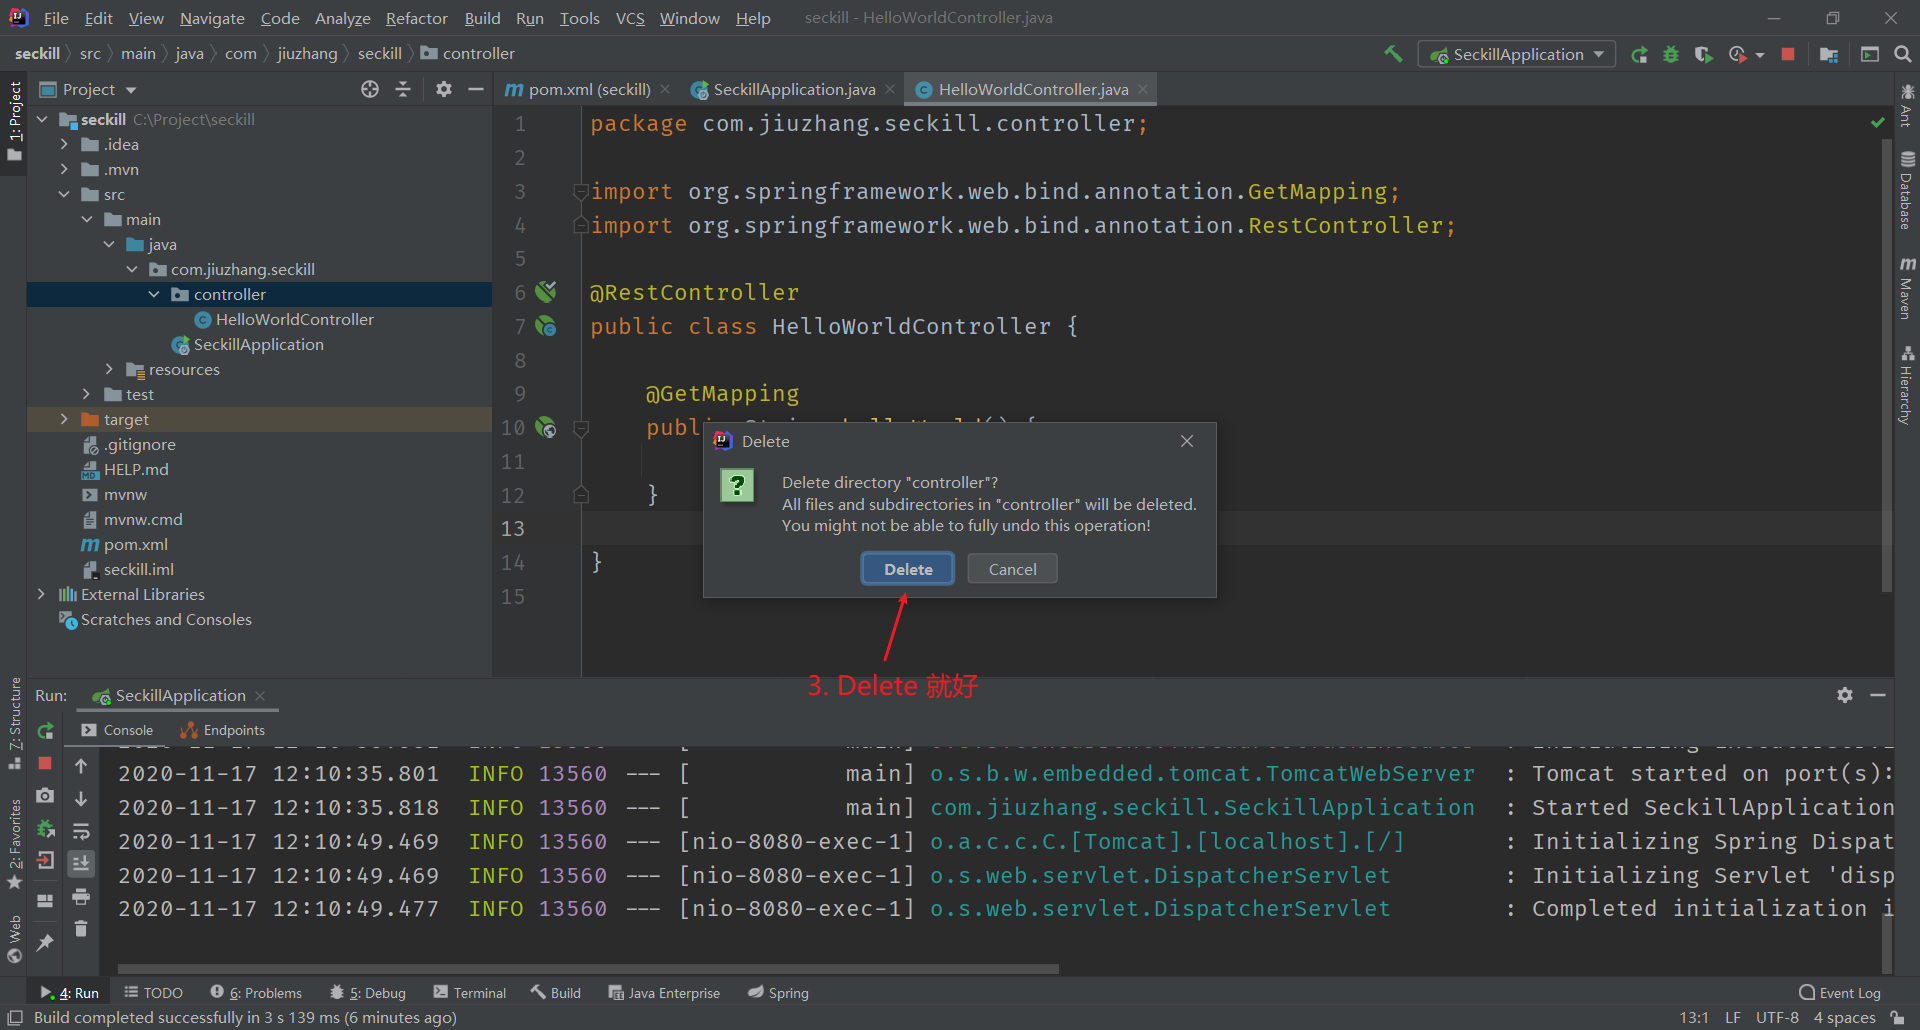 File Edit View Navigate Code Analyze Refactor Build Run Tools VCS Window Help seckill - HelloWorldController.java
seckill src main java com jiuzhang seckill controller
SeckillApplication
1: Project
Project
pom.xml (seckill)
SeckillApplication.java
HelloWorldController.java
seckill C:\Project\seckill
.idea
.mvn
src
main
java
com.jiuzhang.seckill
controller
HelloWorldController
SeckillApplication
resources
test
target
.gitignore
HELP.md
mvnw
mvnw.cmd
pom.xml
seckill.iml
External Libraries
Scratches and Consoles
1 package com.jiuzhang.seckill.controller;
2
3 import org.springframework.web.bind.annotation.GetMapping;
4 import org.springframework.web.bind.annotation.RestController;
5
6 @RestController
7 public class HelloWorldController {
8
9 @GetMapping
10
11
12 }
13
14 }
15
Delete
Delete directory "controller"?
All files and subdirectories in "controller" will be deleted.
You might not be able to fully undo this operation!
Delete Cancel
3. Delete 就好
Ant
Database
Maven
Hierarchy
Run: SeckillApplication
Console Endpoints
2020-11-17 12:10:35.801 INFO 13560 --- [ main] o.s.b.w.embedded.tomcat.TomcatWebServer : Tomcat started on port(s):
2020-11-17 12:10:35.818 INFO 13560 --- [ main] com.jiuzhang.seckill.SeckillApplication : Started SeckillApplication
2020-11-17 12:10:49.469 INFO 13560 --- [nio-8080-exec-1] o.a.c.c.C.[Tomcat].[localhost].[/] : Initializing Spring Dispat
2020-11-17 12:10:49.469 INFO 13560 --- [nio-8080-exec-1] o.s.web.servlet.DispatcherServlet : Initializing Servlet 'disp
2020-11-17 12:10:49.477 INFO 13560 --- [nio-8080-exec-1] o.s.web.servlet.DispatcherServlet : Completed initialization i
7: Structure
2: Favorites
Web
4: Run TODO 6: Problems 5: Debug Terminal Build Java Enterprise Spring Event Log
Build completed successfully in 3 s 139 ms (6 minutes ago) 13:1 LF UTF-8 4 spaces